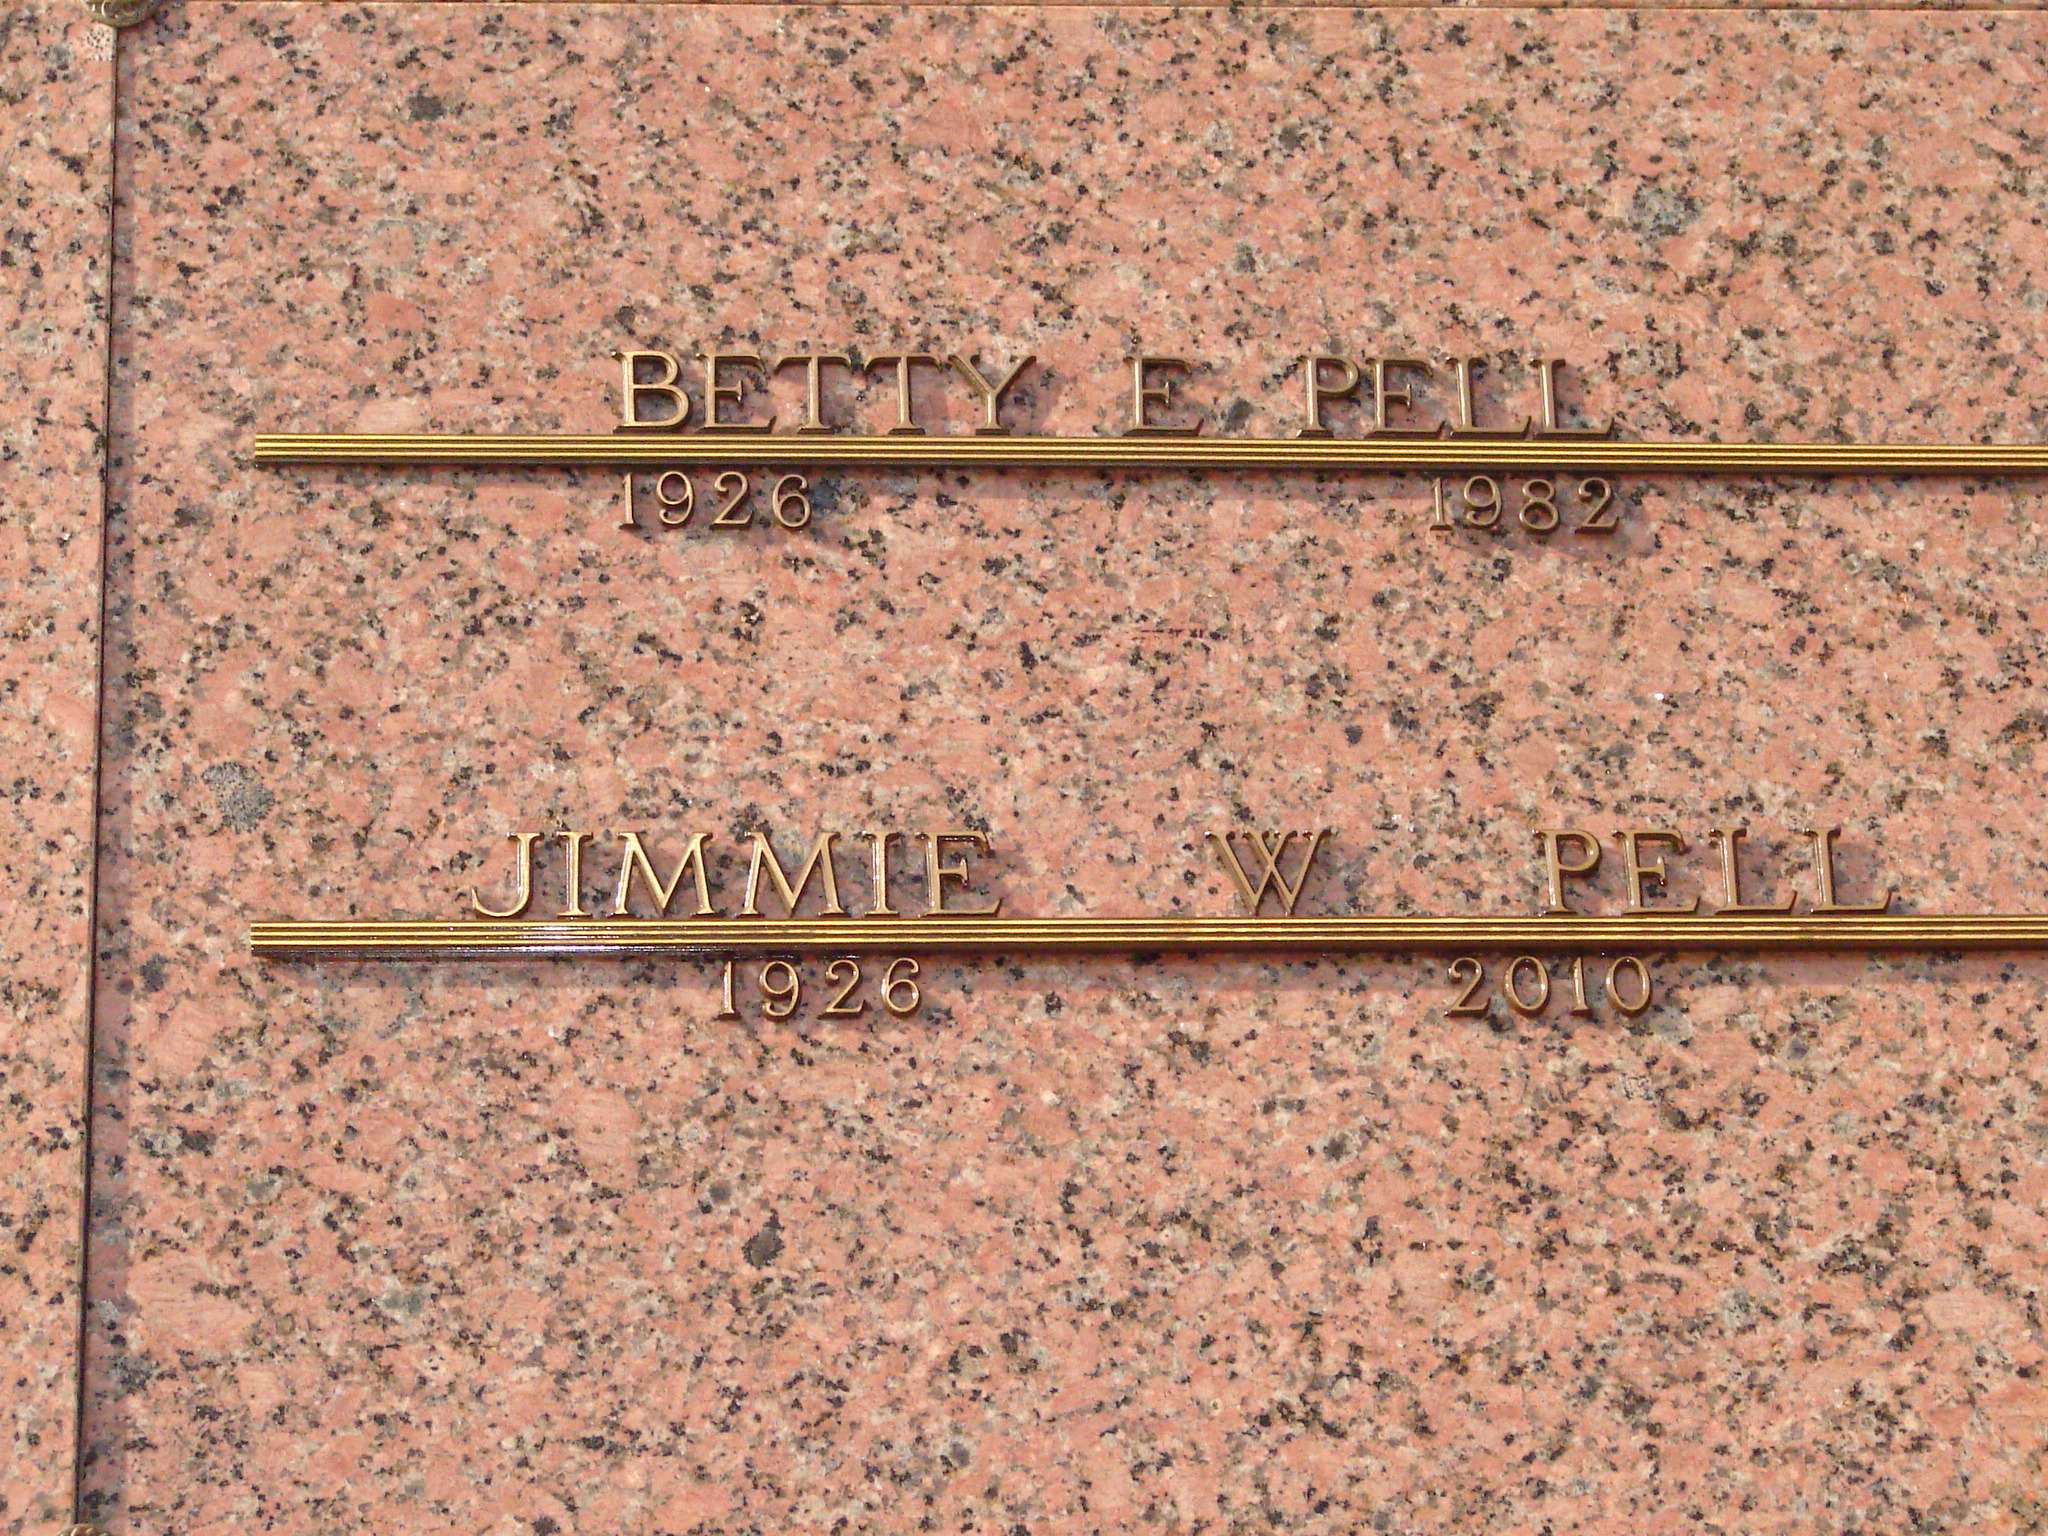 BETTY E PELL
1926 1982
JIMMIE W PELL
1926 2010